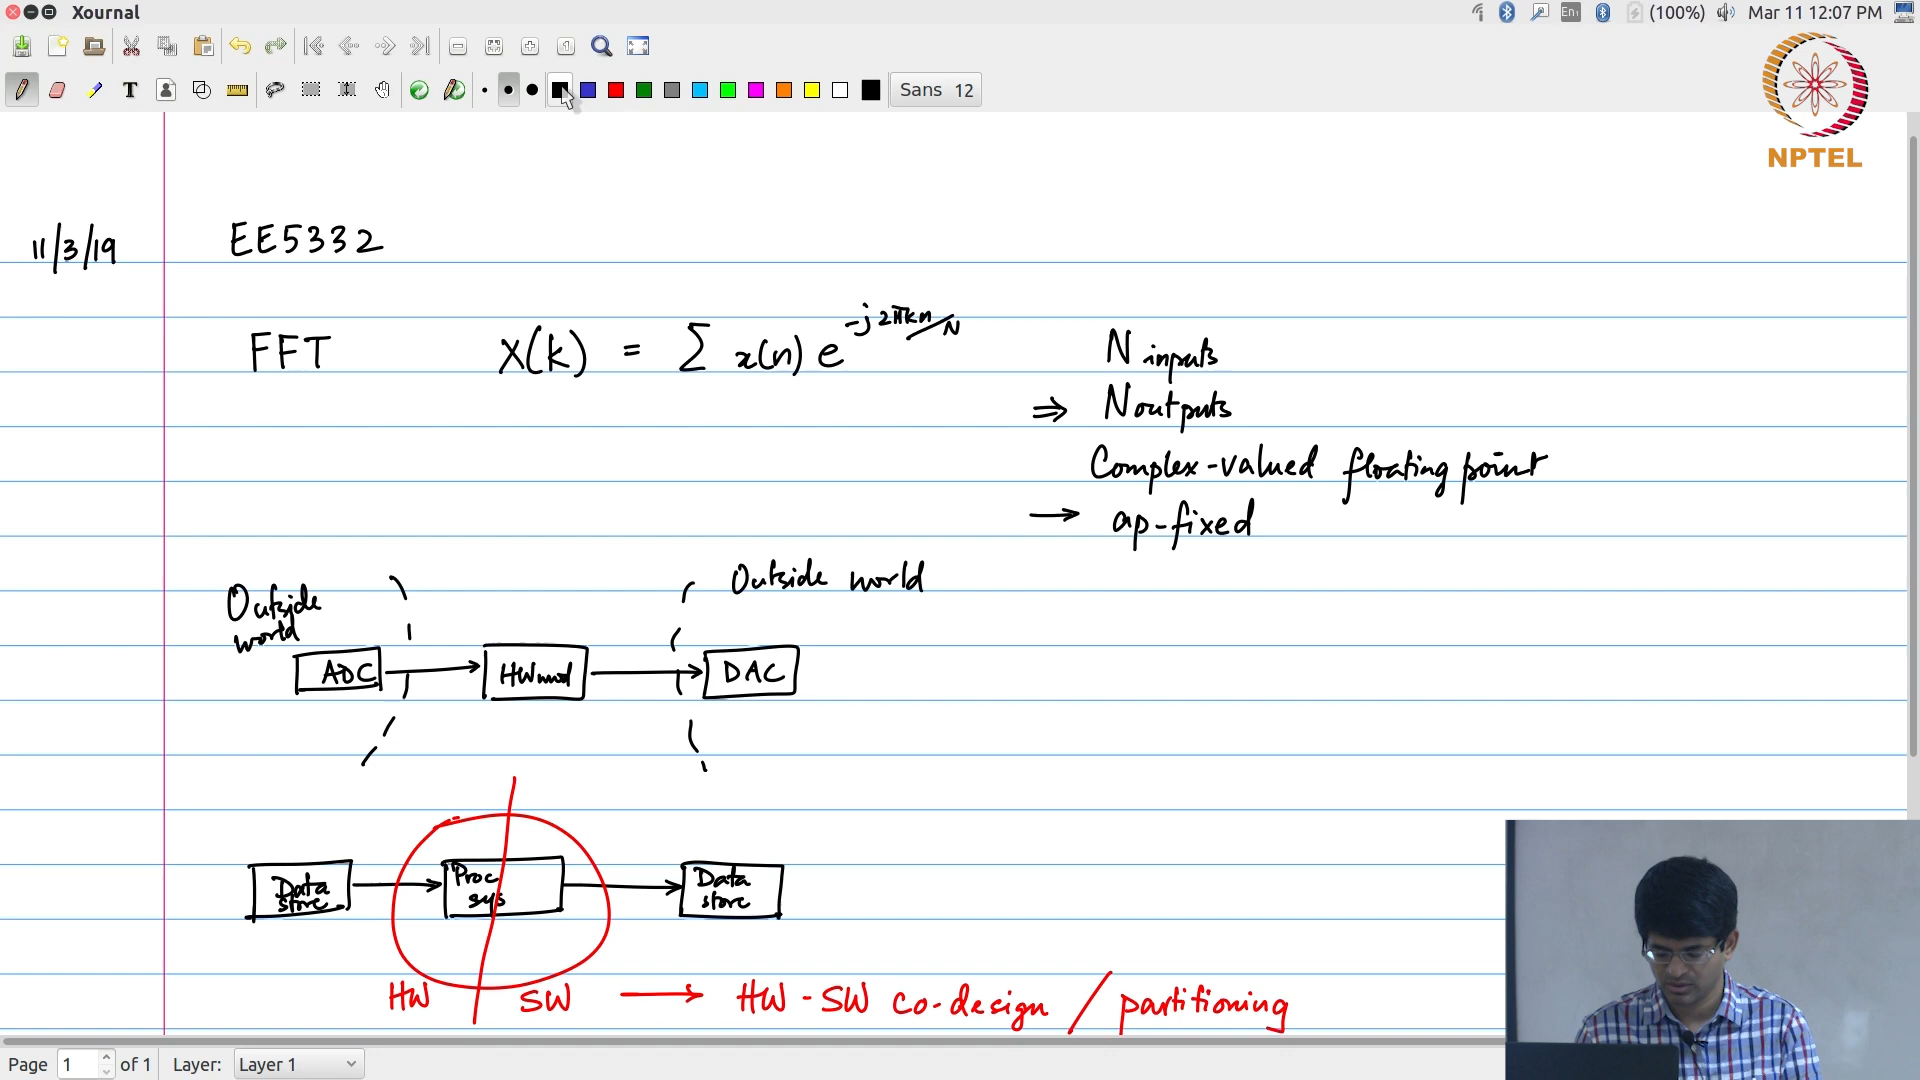 Xournal
En1 (100%) Mar 11 12:07 PM
Sans 12
NPTEL
11/3/19 EE5332
FFT X(k) = ∑ x(n) e^{-j2πkn/N} N inputs
⇒ N outputs
Complex-valued floating point
→ ap-fixed
Outside world
Outside world
ADC HW mod DAC
Data store Proc sys Data store
HW SW → HW-SW co-design / partitioning
Page 1 of 1 Layer: Layer 1